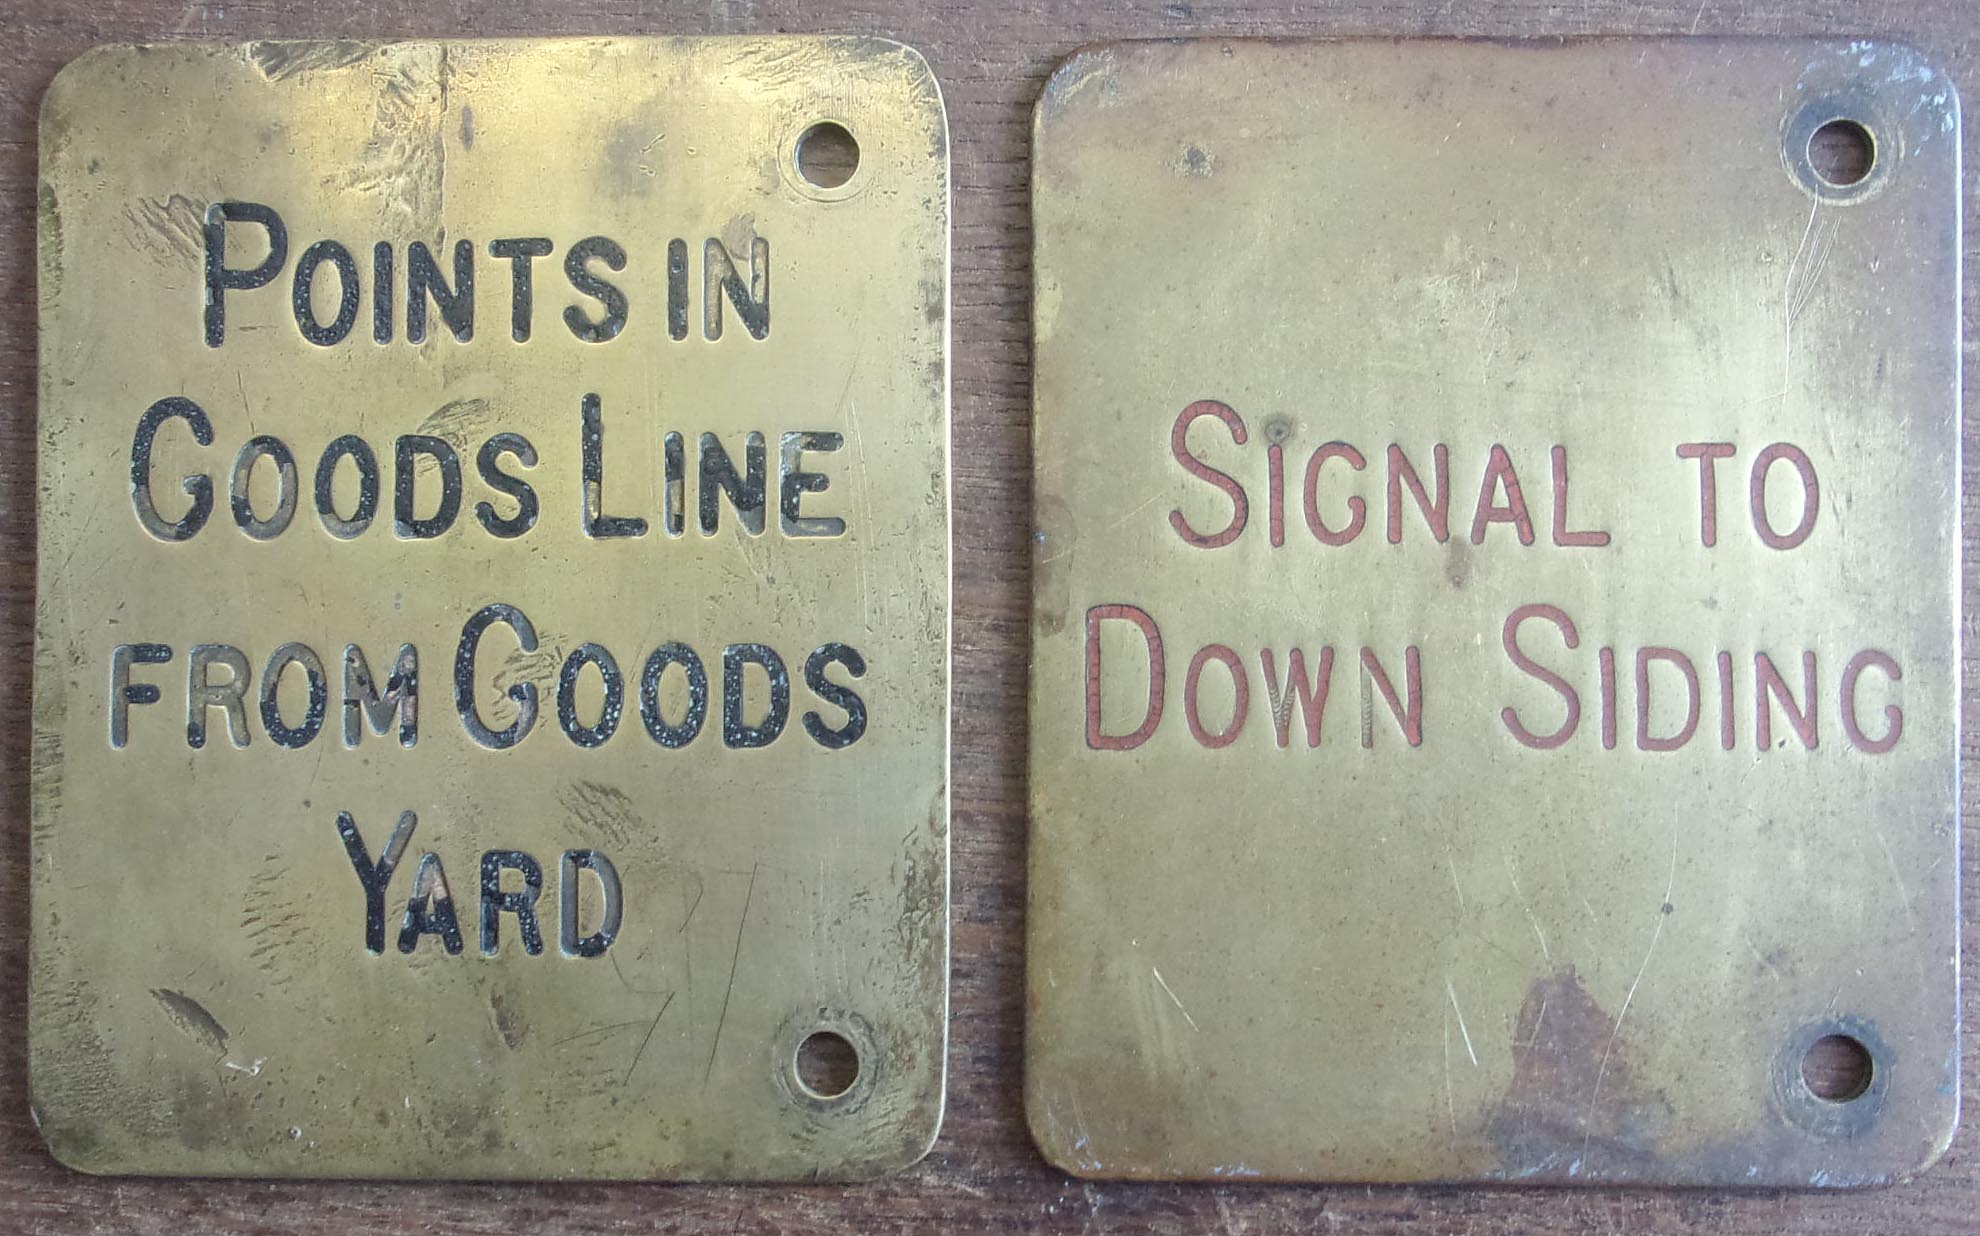 POINTS IN
GOODS LINE
FROM GOODS
YARD
SIGNAL TO
DOWN SIDING